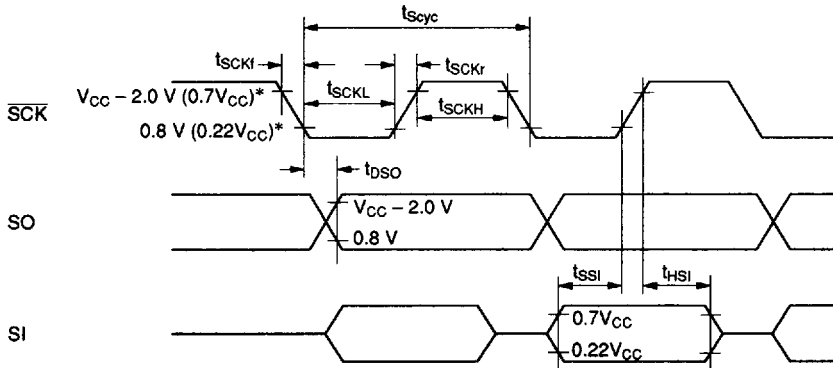 tScyc
tSCKf
tSCKr
tSCKL
VCC – 2.0 V (0.7VCC)*
tSCKH
SCK
0.8 V (0.22VCC)*
tDSO
VCC – 2.0 V
SO
0.8 V
tSSI
tHSI
0.7VCC
SI
0.22VCC